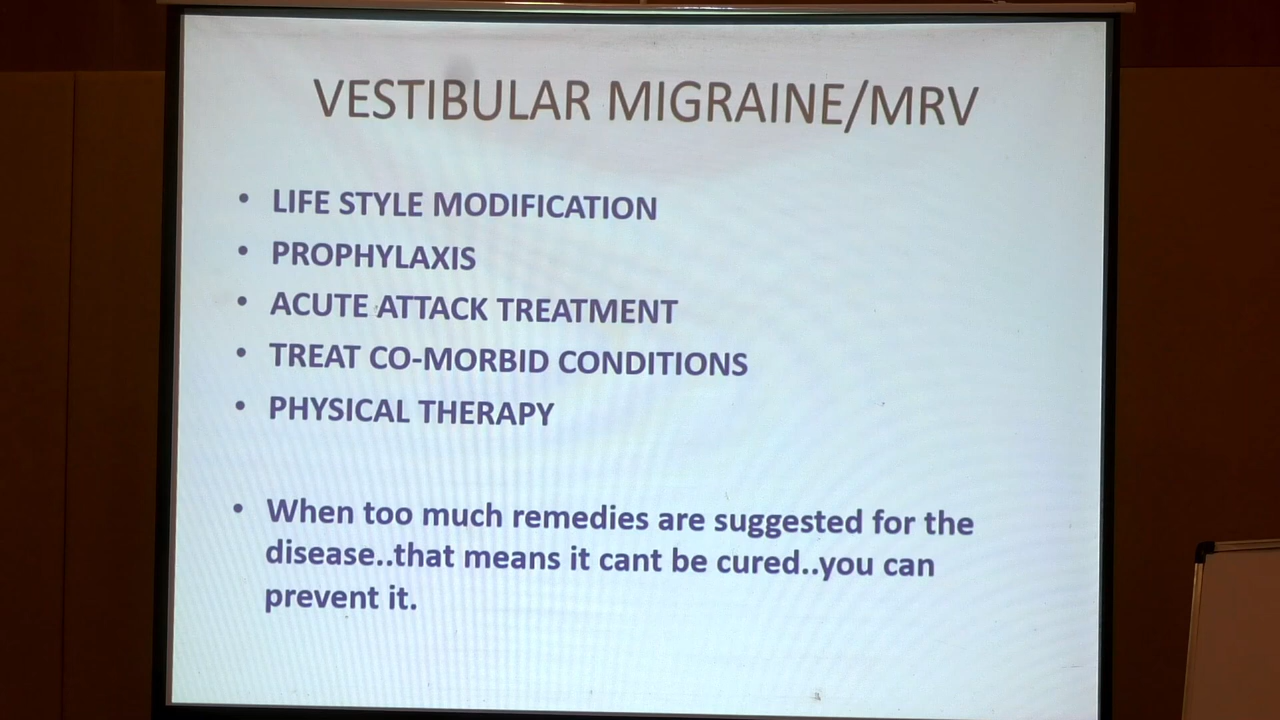 VESTIBULAR MIGRAINE/MRV
• LIFE STYLE MODIFICATION
• PROPHYLAXIS
• ACUTE ATTACK TREATMENT
• TREAT CO-MORBID CONDITIONS
• PHYSICAL THERAPY
• When too much remedies are suggested for the
disease..that means it cant be cured..you can
prevent it.